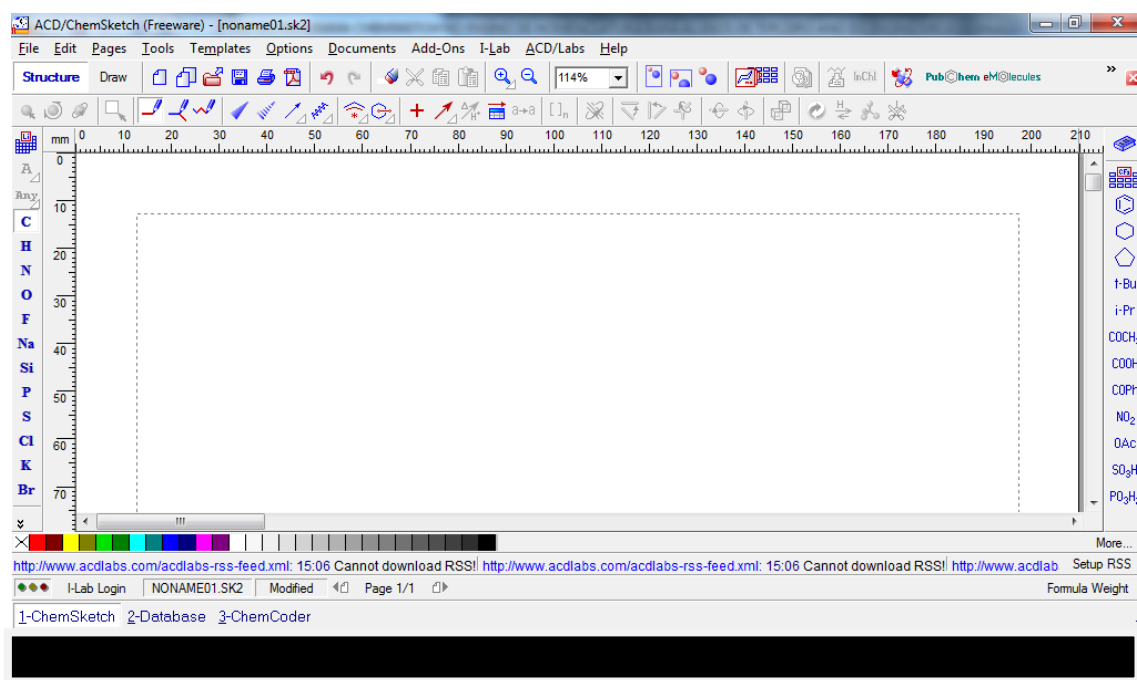 ACD/ChemSketch (Freeware) - [noname01.sk2]
File Edit Pages Tools Templates Options Documents Add-Ons I-Lab ACD/Labs Help
Structure Draw 114% InChI PubChem eMolecules »
a→a []n H
mm 0 10 20 30 40 50 60 70 80 90 100 110 120 130 140 150 160 170 180 190 200 210
0
A
Any
10
C
H
20
N
O
30
F
Na
40
Si
P
50
S
Cl
60
K
Br
70
t-Bu
i-Pr
COCH
COOH
COPh
NO2
OAc
SO3H
PO3H
More...
http://www.acdlabs.com/acdlabs-rss-feed.xml: 15:06 Cannot download RSS! http://www.acdlabs.com/acdlabs-rss-feed.xml: 15:06 Cannot download RSS! http://www.acdlab Setup RSS
I-Lab Login NONAME01.SK2 Modified Page 1/1 Formula Weight
1-ChemSketch 2-Database 3-ChemCoder